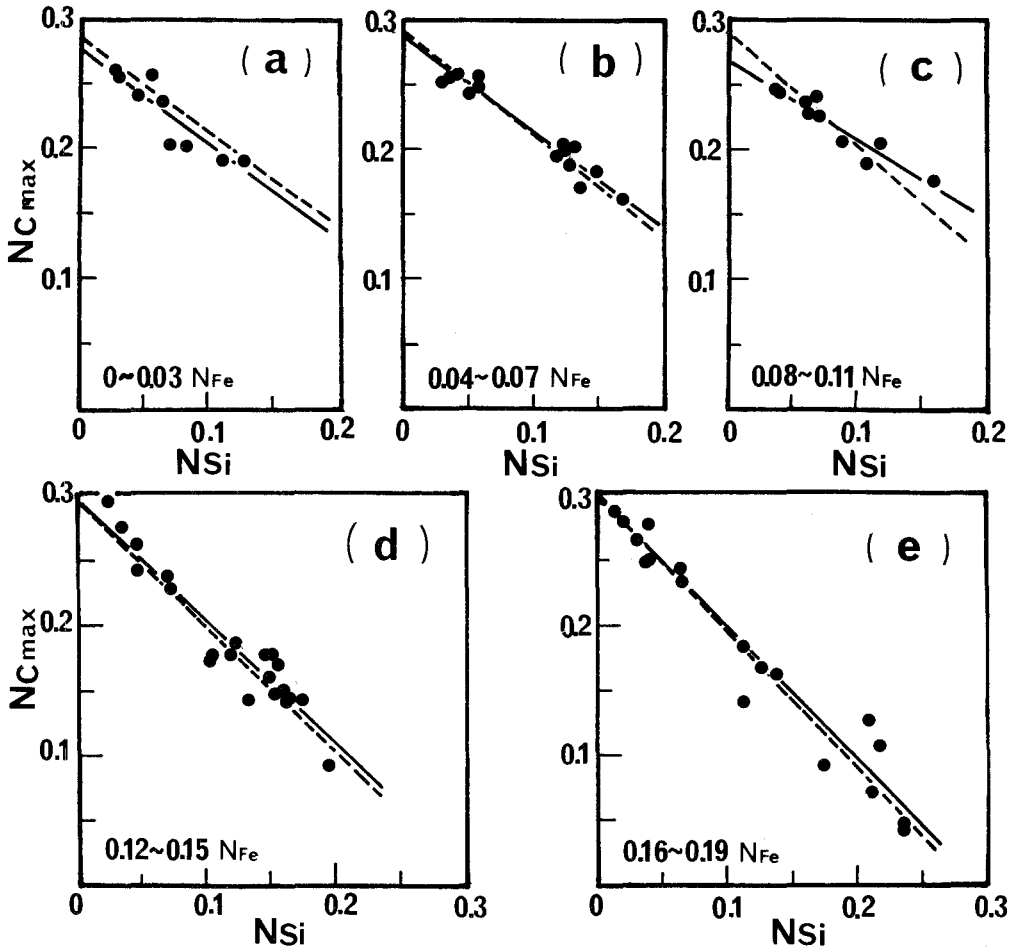 0.3
0.2
0.1
NCmax
( a )
0~0.03 NFe
0
0.1
0.2
NSi
0.3
0.2
0.1
( b )
0.04~0.07 NFe
0
0.1
0.2
NSi
0.3
0.2
0.1
( c )
0.08~0.11 NFe
0
0.1
0.2
NSi
0.3
0.2
0.1
NCmax
( d )
0.12~0.15 NFe
0
0.1
0.2
0.3
NSi
0.3
0.2
0.1
( e )
0.16~0.19 NFe
0
0.1
0.2
0.3
NSi